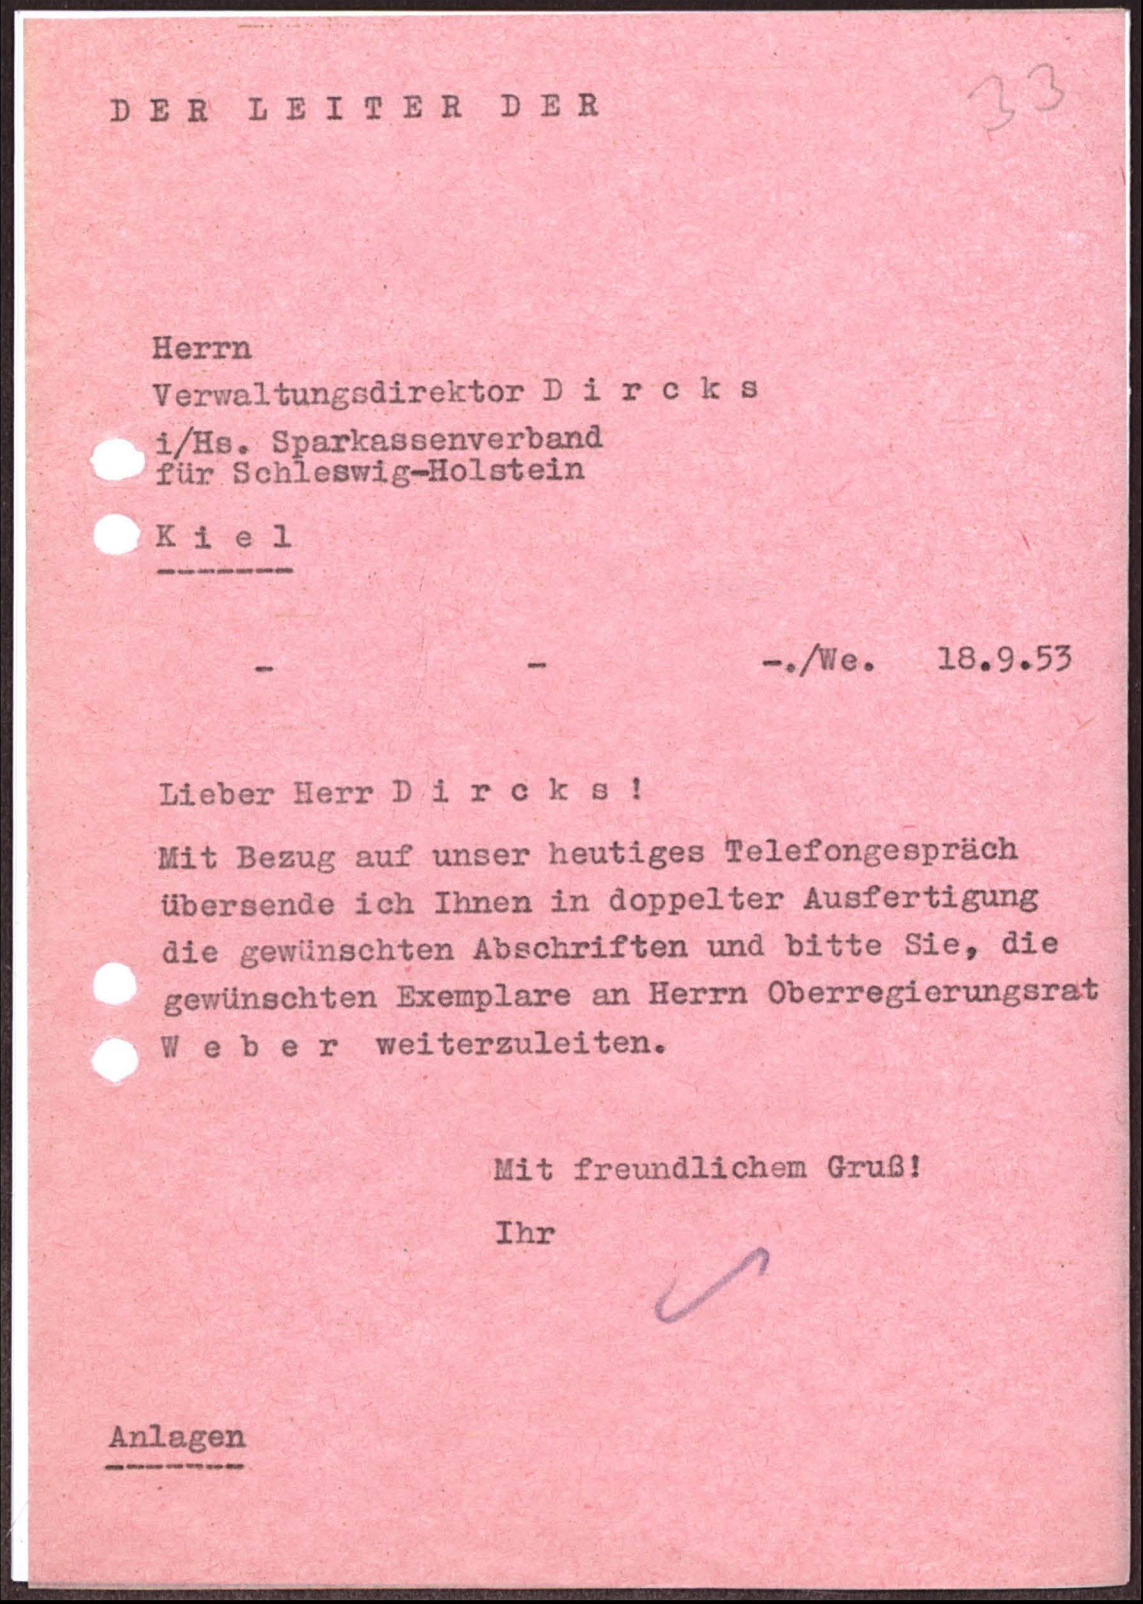 33
DER LEITER DER
Herrn
Verwaltungsdirektor D i r c k s
i/Hs. Sparkassenverband
für Schleswig-Holstein
K i e l
- - -./We. 18.9.53
Lieber Herr D i r c k s !
Mit Bezug auf unser heutiges Telefongespräch
übersende ich Ihnen in doppelter Ausfertigung
die gewünschten Abschriften und bitte Sie, die
gewünschten Exemplare an Herrn Oberregierungsrat
W e b e r weiterzuleiten.
Mit freundlichem Gruß!
Ihr
Anlagen